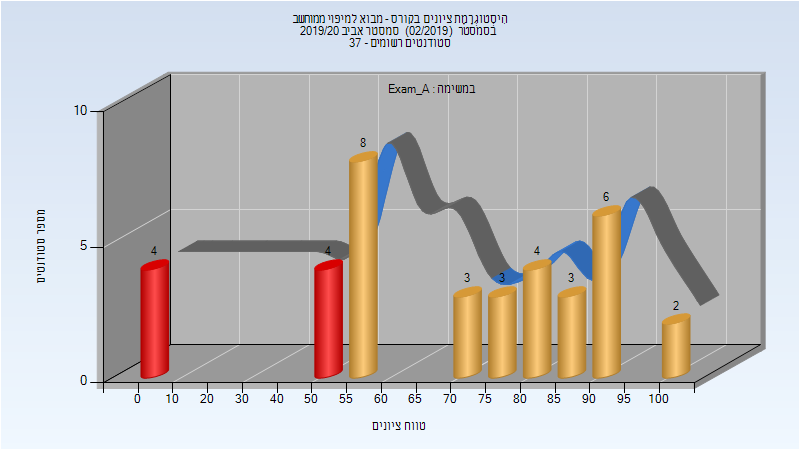 היסטוגרמת ציונים בקורס - מבוא למיפוי ממוחשב
בסמסטר (02/2019) סמסטר אביב 2019/20
סטודנטים רשומים - 37
במשימה : Exam_A
מספר סטודנטים
10
5
0
4
4
8
3
3
4
3
6
2
0 10 20 30 40 50 55 60 65 70 75 80 85 90 95 100
טווח ציונים